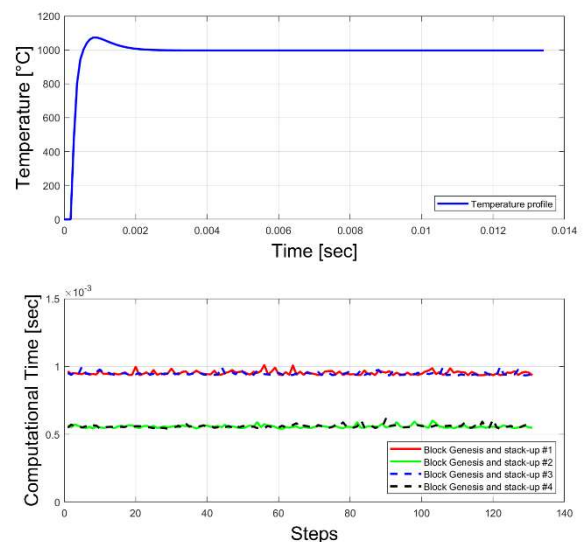 1200
1000
800
600
400
200
0
Temperature [°C]
Temperature profile
0 0.002 0.004 0.006 0.008 0.01 0.012 0.014
Time [sec]
×10⁻³
1.5
1
0.5
0
Computational Time [sec]
Block Genesis and stack-up #1
Block Genesis and stack-up #2
Block Genesis and stack-up #3
Block Genesis and stack-up #4
0 20 40 60 80 100 120 140
Steps